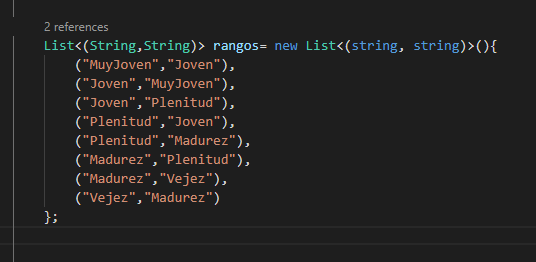 2 references
List<(String,String)> rangos= new List<(string, string)>(){
("MuyJoven","Joven"),
("Joven","MuyJoven"),
("Joven","Plenitud"),
("Plenitud","Joven"),
("Plenitud","Madurez"),
("Madurez","Plenitud"),
("Madurez","Vejez"),
("Vejez","Madurez")
};